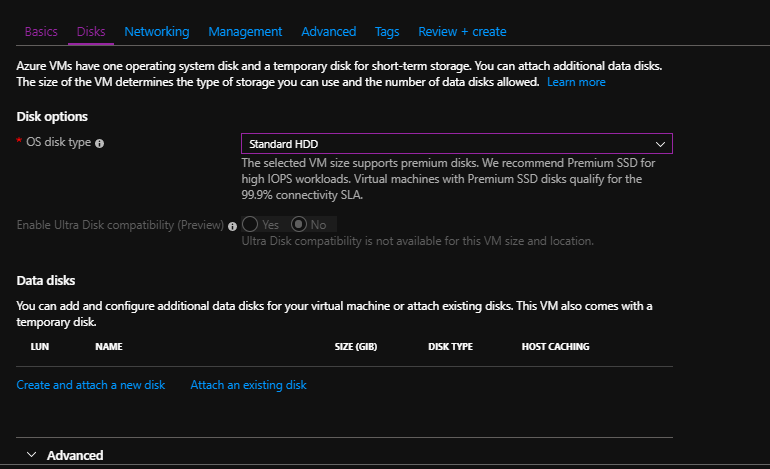 Basics Disks Networking Management Advanced Tags Review + create
Azure VMs have one operating system disk and a temporary disk for short-term storage. You can attach additional data disks.
The size of the VM determines the type of storage you can use and the number of data disks allowed. Learn more
Disk options
* OS disk type
Standard HDD
The selected VM size supports premium disks. We recommend Premium SSD for
high IOPS workloads. Virtual machines with Premium SSD disks qualify for the
99.9% connectivity SLA.
Enable Ultra Disk compatibility (Preview) Yes No
Ultra Disk compatibility is not available for this VM size and location.
Data disks
You can add and configure additional data disks for your virtual machine or attach existing disks. This VM also comes with a
temporary disk.
LUN NAME SIZE (GIB) DISK TYPE HOST CACHING
Create and attach a new disk Attach an existing disk
Advanced